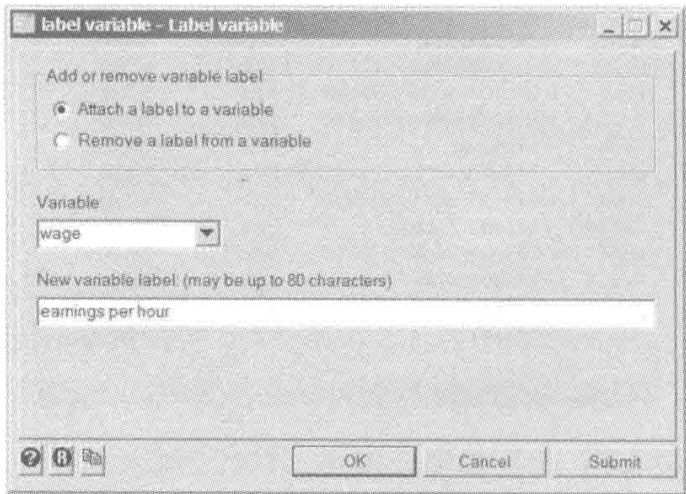 label variable - Label variable
Add or remove variable label
Attach a label to a variable
Remove a label from a variable
Variable
wage
New variable label: (may be up to 80 characters)
earnings per hour
? R
OK Cancel Submit